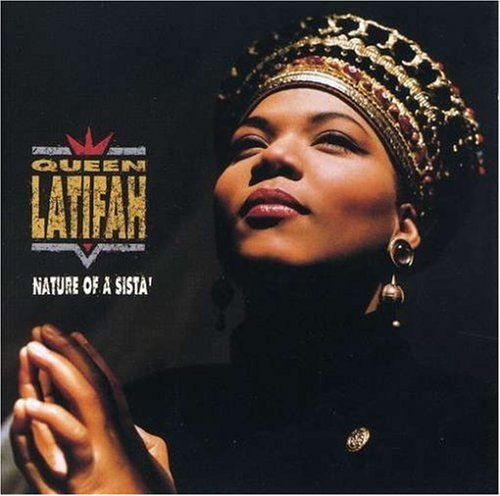 QUEEN
LATIFAH
NATURE OF A SISTA'